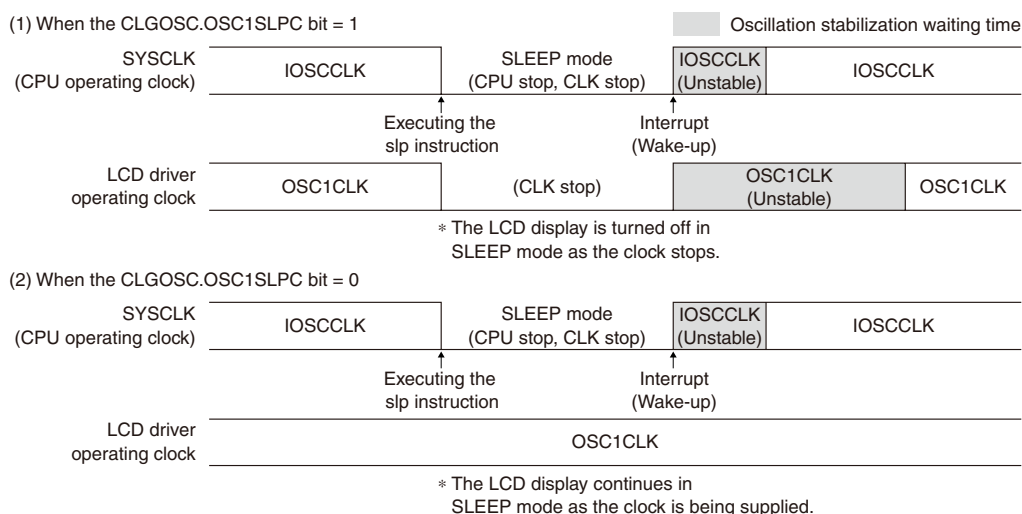 (1) When the CLGOSC.OSC1SLPC bit = 1
Oscillation stabilization waiting time
SYSCLK
(CPU operating clock)
IOSCCLK
SLEEP mode
(CPU stop, CLK stop)
IOSCCLK
(Unstable)
IOSCCLK
Executing the
slp instruction
Interrupt
(Wake-up)
LCD driver
operating clock
OSC1CLK
(CLK stop)
OSC1CLK
(Unstable)
OSC1CLK
* The LCD display is turned off in
SLEEP mode as the clock stops.
(2) When the CLGOSC.OSC1SLPC bit = 0
SYSCLK
(CPU operating clock)
IOSCCLK
SLEEP mode
(CPU stop, CLK stop)
IOSCCLK
(Unstable)
IOSCCLK
Executing the
slp instruction
Interrupt
(Wake-up)
LCD driver
operating clock
OSC1CLK
* The LCD display continues in
SLEEP mode as the clock is being supplied.